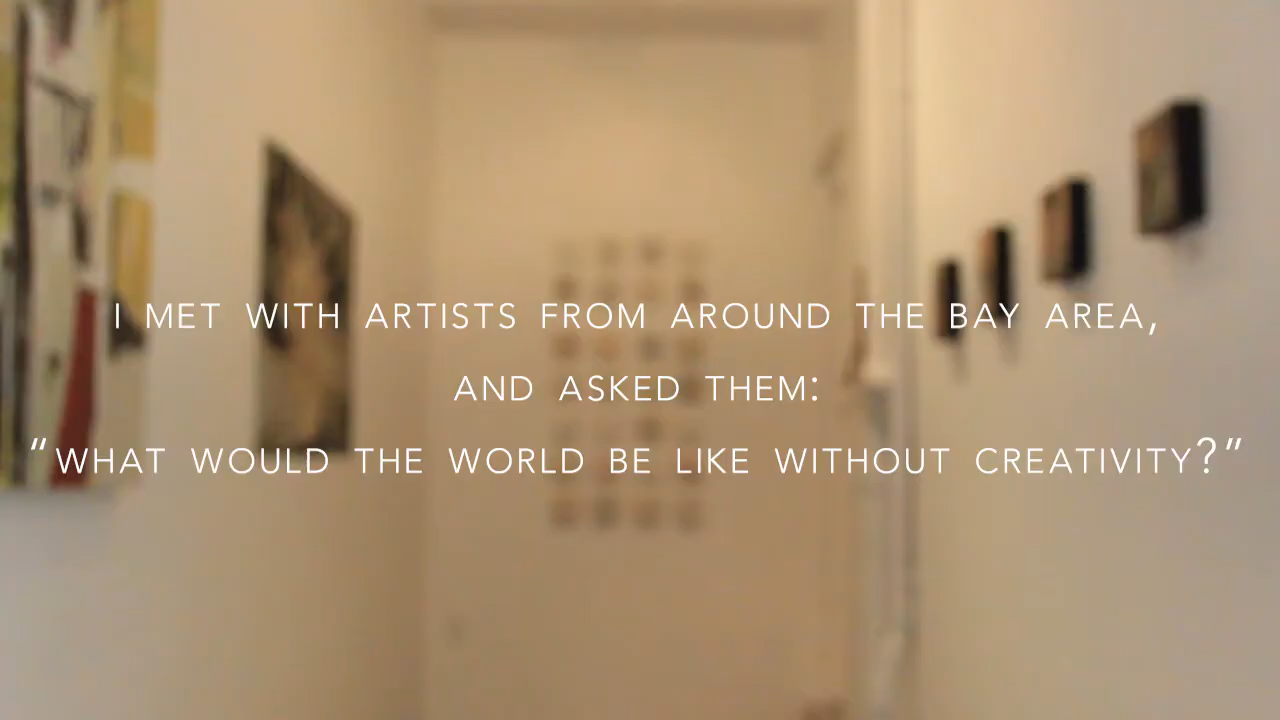 I MET WITH ARTISTS FROM AROUND THE BAY AREA,
AND ASKED THEM:
“WHAT WOULD THE WORLD BE LIKE WITHOUT CREATIVITY?”